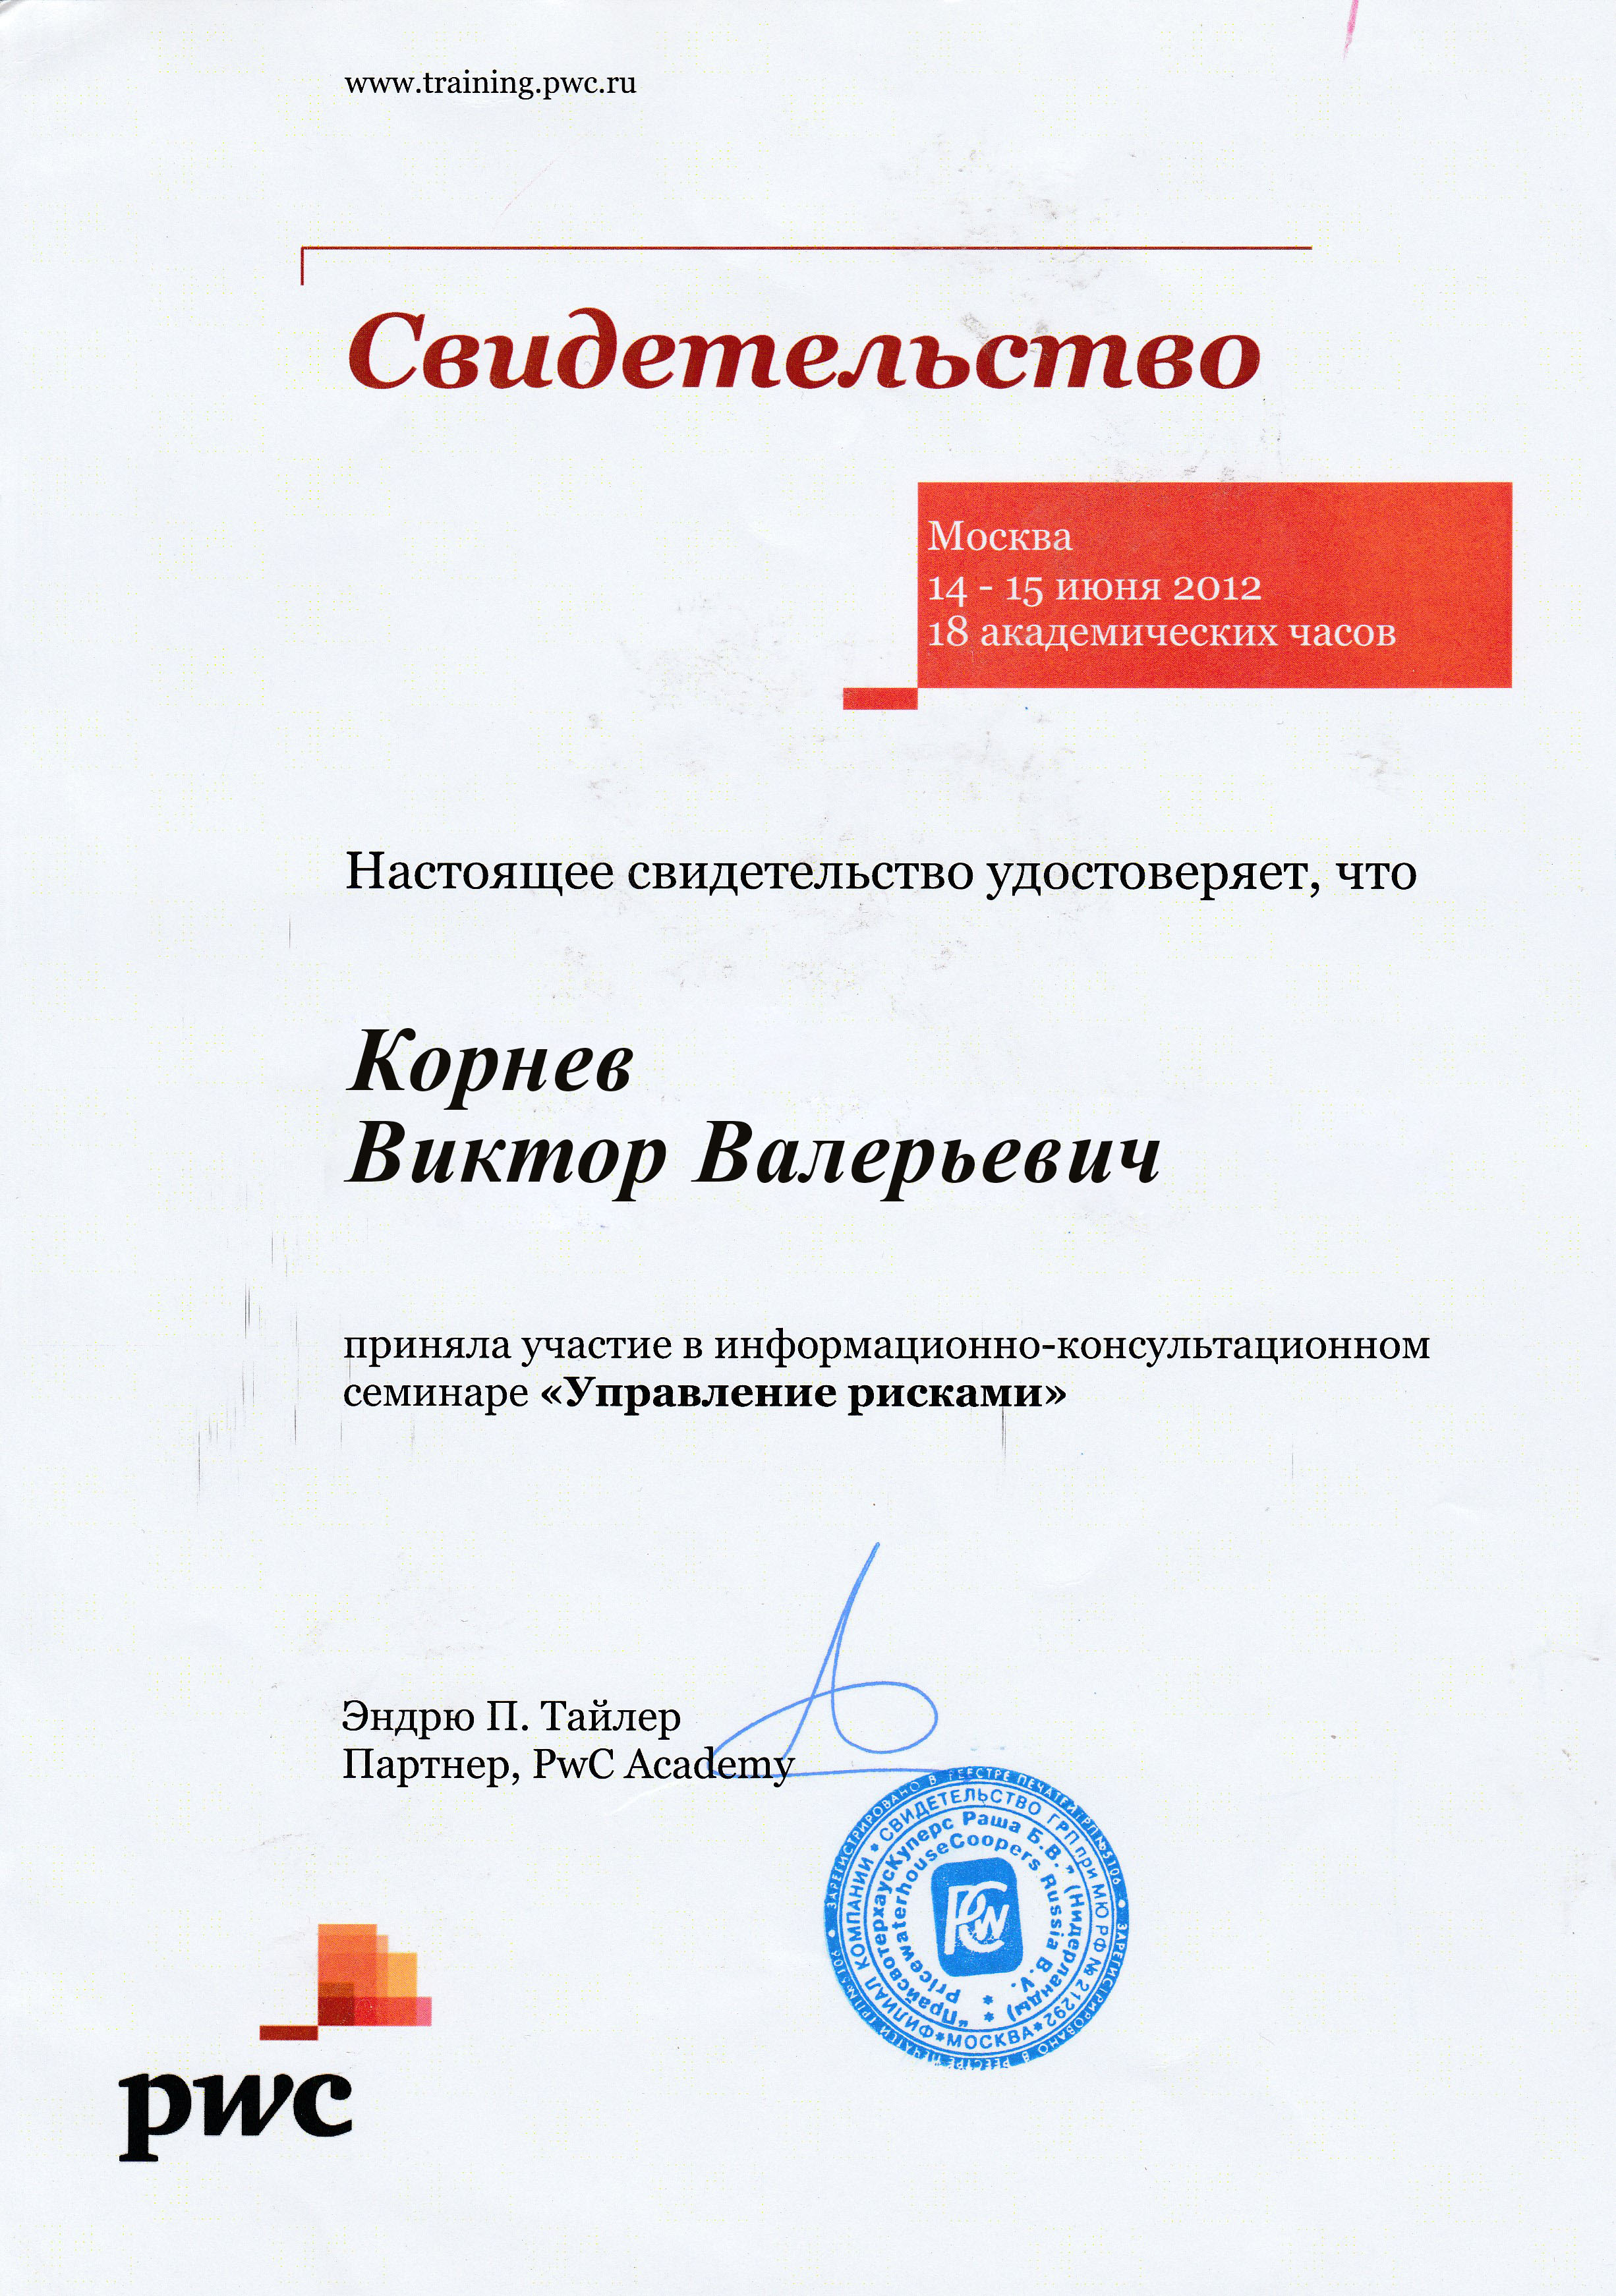 www.training.pwc.ru
Свидетельство
Москва
14 - 15 июня 2012
18 академических часов
Настоящее свидетельство удостоверяет, что
Корнев
Виктор Валерьевич
приняла участие в информационно-консультационном
семинаре «Управление рисками»
Эндрю П. Тайлер
Партнер, PwC Academy
ЗАРЕГИСТРИРОВАНО В РЕЕСТРЕ ПЕЧАТЕЙ ГРП № 5106 • ЗАРЕГИСТРИРОВАНО В РЕЕСТРЕ ПЕЧАТЕЙ ГРП № 5106 •
ФИЛИАЛ КОМПАНИИ • СВИДЕТЕЛЬСТВО ГРП при МЮ РФ № 21292 * МОСКВА *
"ПрайсвотерхаусКуперс Раша Б.В." (Нидерланды) *
PricewaterhouseCoopers Russia B.V. *
PCW
pwc